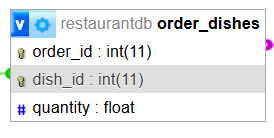 v restaurantdb order_dishes
order_id : int(11)
dish_id : int(11)
# quantity : float